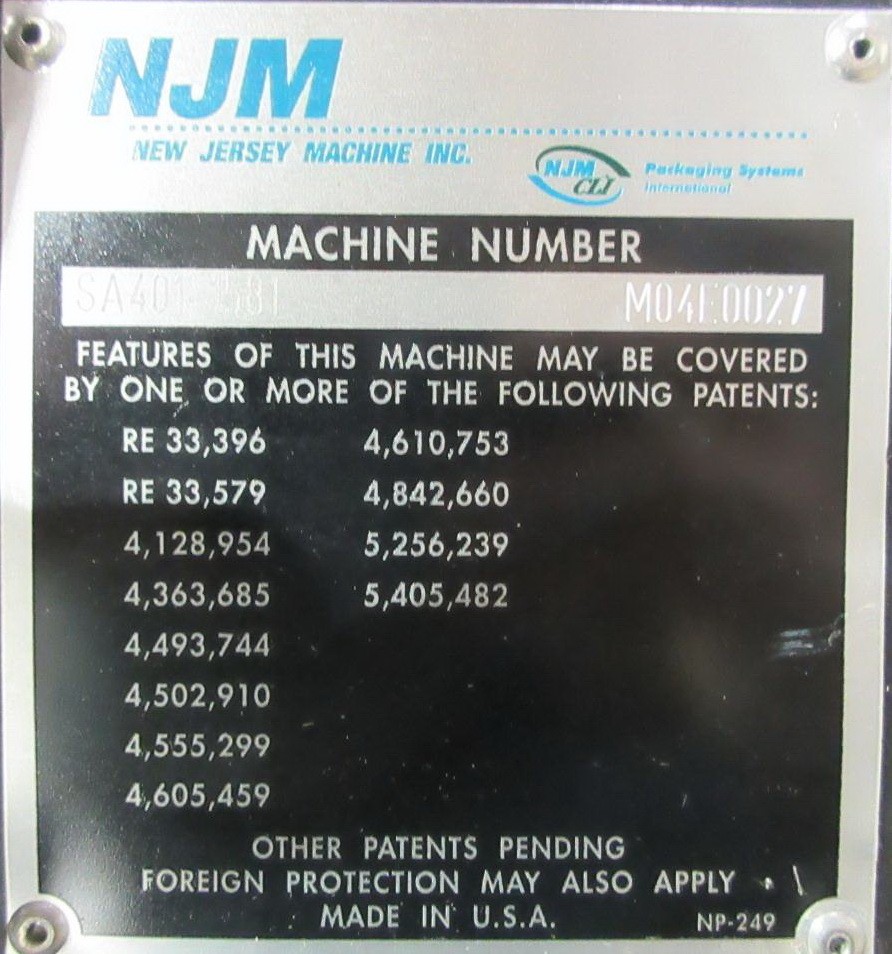 NJM
NEW JERSEY MACHINE INC.
NJM
CLI
Packaging Systems
International
MACHINE NUMBER
M04E0027
FEATURES OF THIS MACHINE MAY BE COVERED
BY ONE OR MORE OF THE FOLLOWING PATENTS:
RE 33,396 4,610,753
RE 33,579 4,842,660
4,128,954 5,256,239
4,363,685 5,405,482
4,493,744
4,502,910
4,555,299
4,605,459
OTHER PATENTS PENDING
FOREIGN PROTECTION MAY ALSO APPLY
MADE IN U.S.A.
NP-249